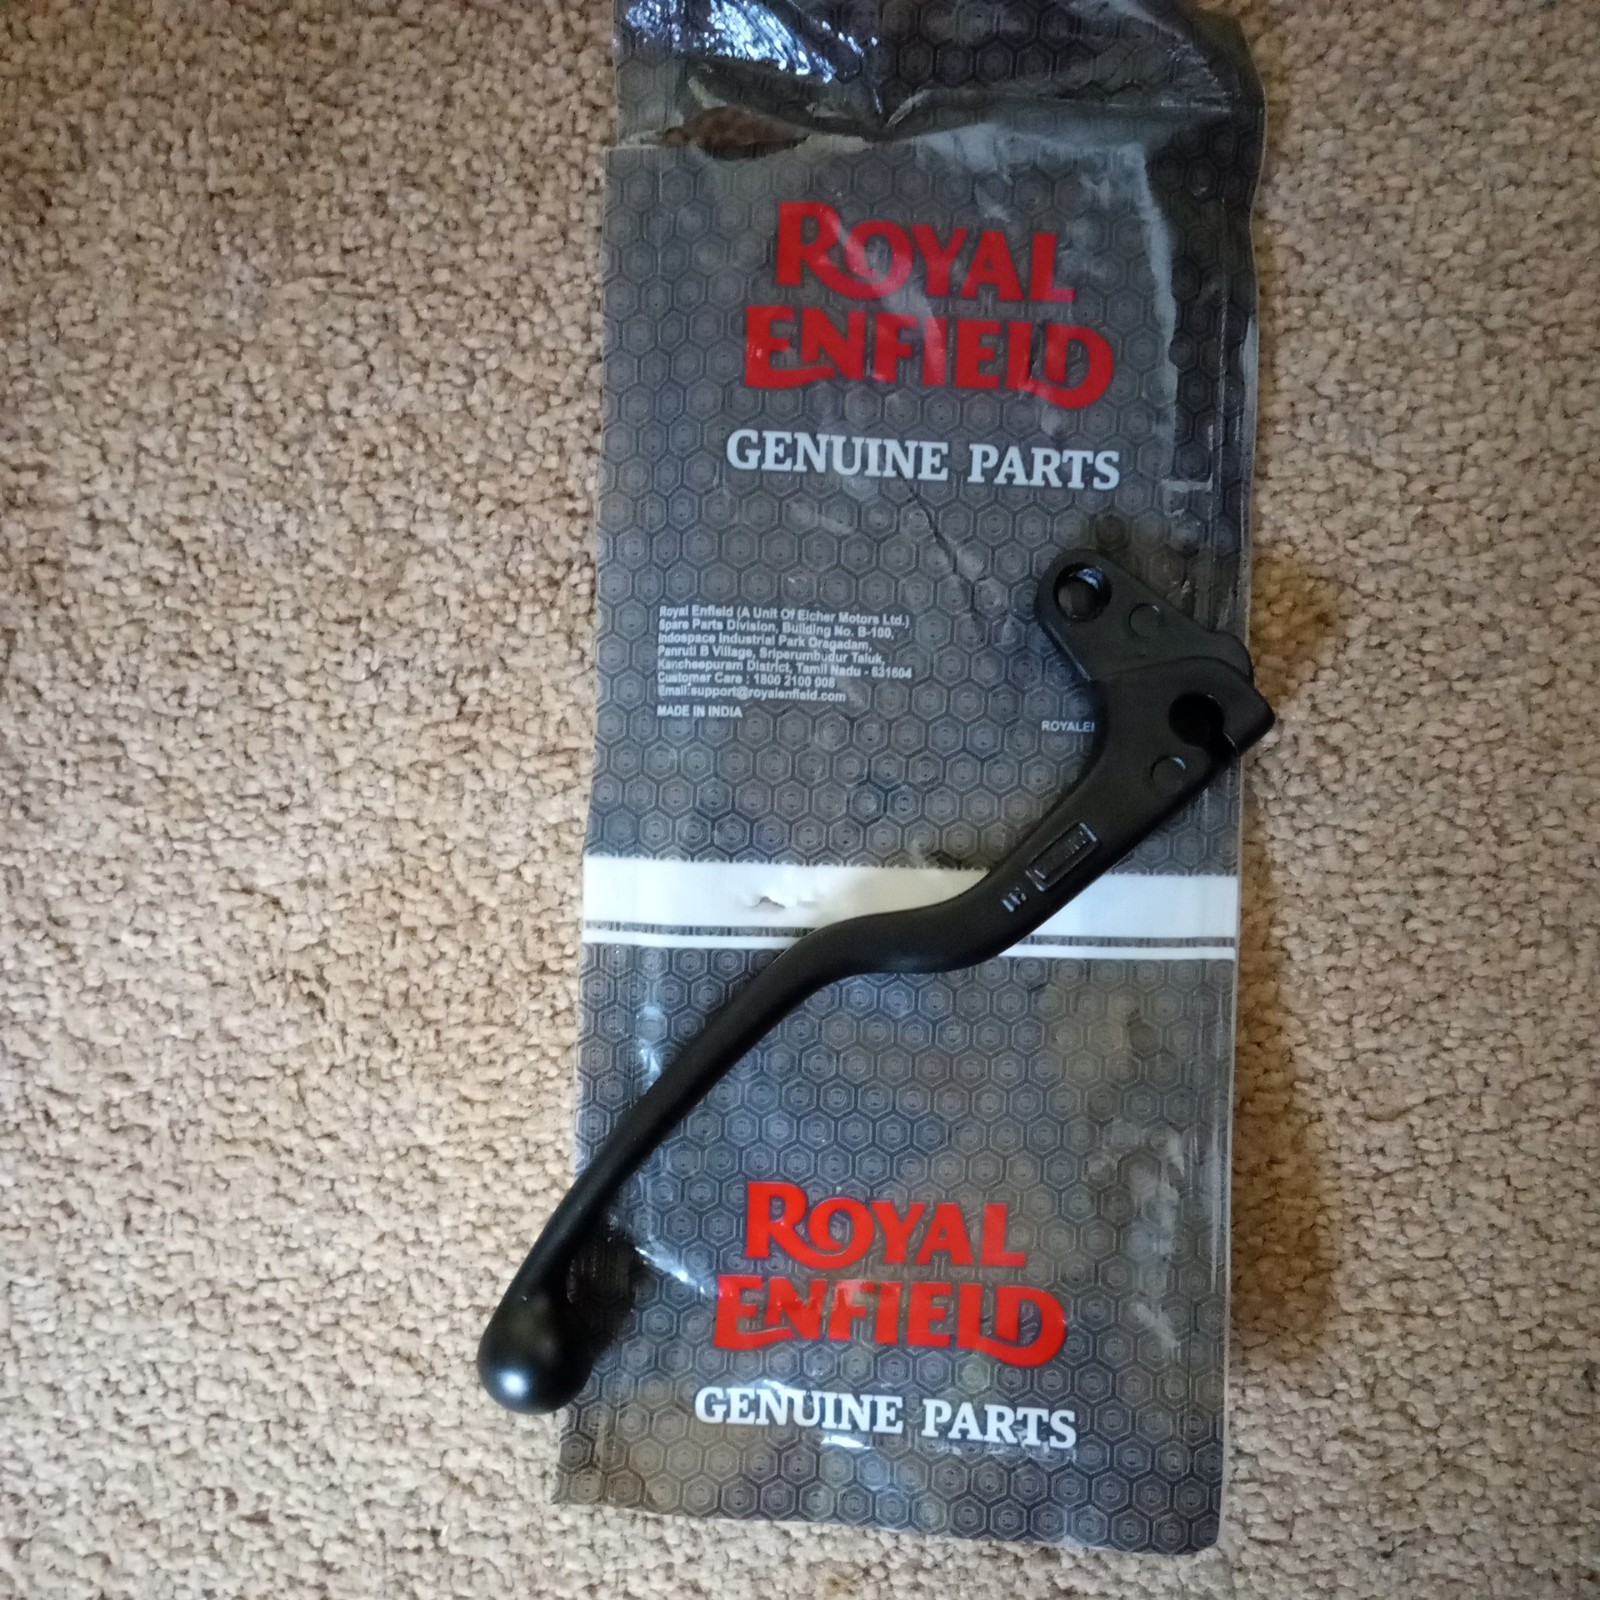 ROYAL
ENFIELD
GENUINE PARTS
Royal Enfield (A Unit Of Eicher Motors Ltd.)
Spare Parts Division, Building No. B-100,
Indospace Industrial Park Oragadam,
Panruti B Village, Sriperumbudur Taluk,
Kancheepuram District, Tamil Nadu - 631604
Customer Care : 1800 2100 008
Email:support@royalenfield.com
MADE IN INDIA
ROYALE
ROYAL
ENFIELD
GENUINE PARTS